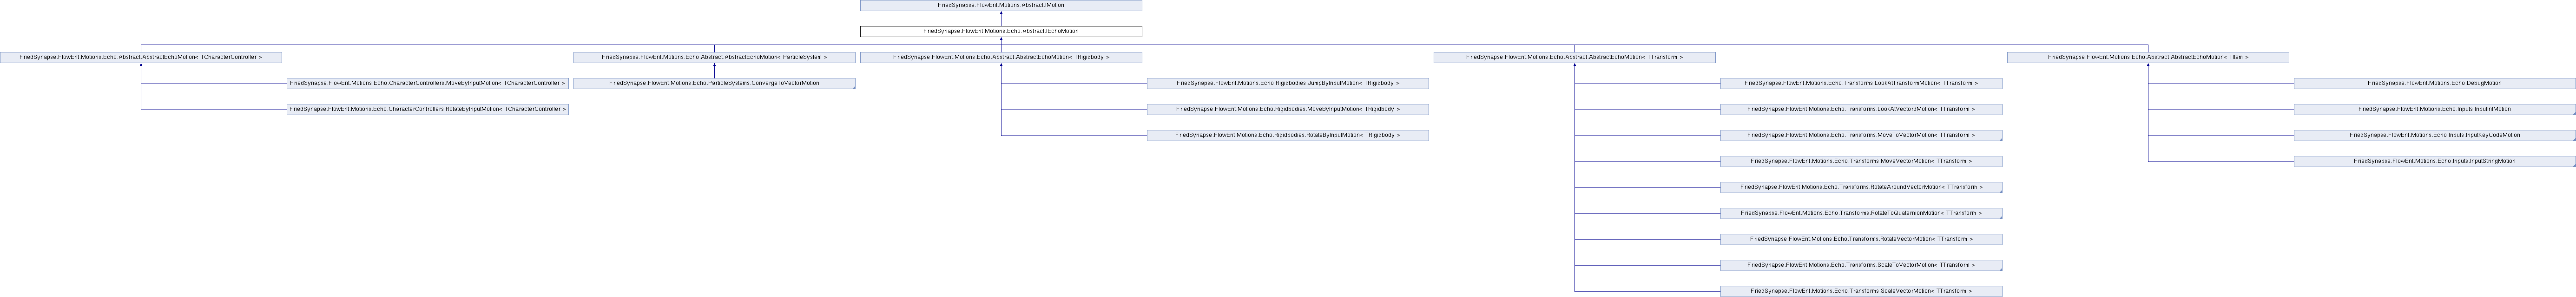 FriedSynapse.FlowEnt.Motions.Abstract.IMotion
FriedSynapse.FlowEnt.Motions.Echo.Abstract.IEchoMotion
FriedSynapse.FlowEnt.Motions.Echo.Abstract.AbstractEchoMotion< TCharacterController >
FriedSynapse.FlowEnt.Motions.Echo.Abstract.AbstractEchoMotion< ParticleSystem >
FriedSynapse.FlowEnt.Motions.Echo.Abstract.AbstractEchoMotion< TRigidbody >
FriedSynapse.FlowEnt.Motions.Echo.Abstract.AbstractEchoMotion< TTransform >
FriedSynapse.FlowEnt.Motions.Echo.Abstract.AbstractEchoMotion< TItem >
FriedSynapse.FlowEnt.Motions.Echo.CharacterControllers.MoveByInputMotion< TCharacterController >
FriedSynapse.FlowEnt.Motions.Echo.ParticleSystems.ConvergeToVectorMotion
FriedSynapse.FlowEnt.Motions.Echo.Rigidbodies.JumpByInputMotion< TRigidbody >
FriedSynapse.FlowEnt.Motions.Echo.Transforms.LookAtTransformMotion< TTransform >
FriedSynapse.FlowEnt.Motions.Echo.DebugMotion
FriedSynapse.FlowEnt.Motions.Echo.CharacterControllers.RotateByInputMotion< TCharacterController >
FriedSynapse.FlowEnt.Motions.Echo.Rigidbodies.MoveByInputMotion< TRigidbody >
FriedSynapse.FlowEnt.Motions.Echo.Transforms.LookAtVector3Motion< TTransform >
FriedSynapse.FlowEnt.Motions.Echo.Inputs.InputIntMotion
FriedSynapse.FlowEnt.Motions.Echo.Rigidbodies.RotateByInputMotion< TRigidbody >
FriedSynapse.FlowEnt.Motions.Echo.Transforms.MoveToVectorMotion< TTransform >
FriedSynapse.FlowEnt.Motions.Echo.Inputs.InputKeyCodeMotion
FriedSynapse.FlowEnt.Motions.Echo.Transforms.MoveVectorMotion< TTransform >
FriedSynapse.FlowEnt.Motions.Echo.Inputs.InputStringMotion
FriedSynapse.FlowEnt.Motions.Echo.Transforms.RotateAroundVectorMotion< TTransform >
FriedSynapse.FlowEnt.Motions.Echo.Transforms.RotateToQuaternionMotion< TTransform >
FriedSynapse.FlowEnt.Motions.Echo.Transforms.RotateVectorMotion< TTransform >
FriedSynapse.FlowEnt.Motions.Echo.Transforms.ScaleToVectorMotion< TTransform >
FriedSynapse.FlowEnt.Motions.Echo.Transforms.ScaleVectorMotion< TTransform >